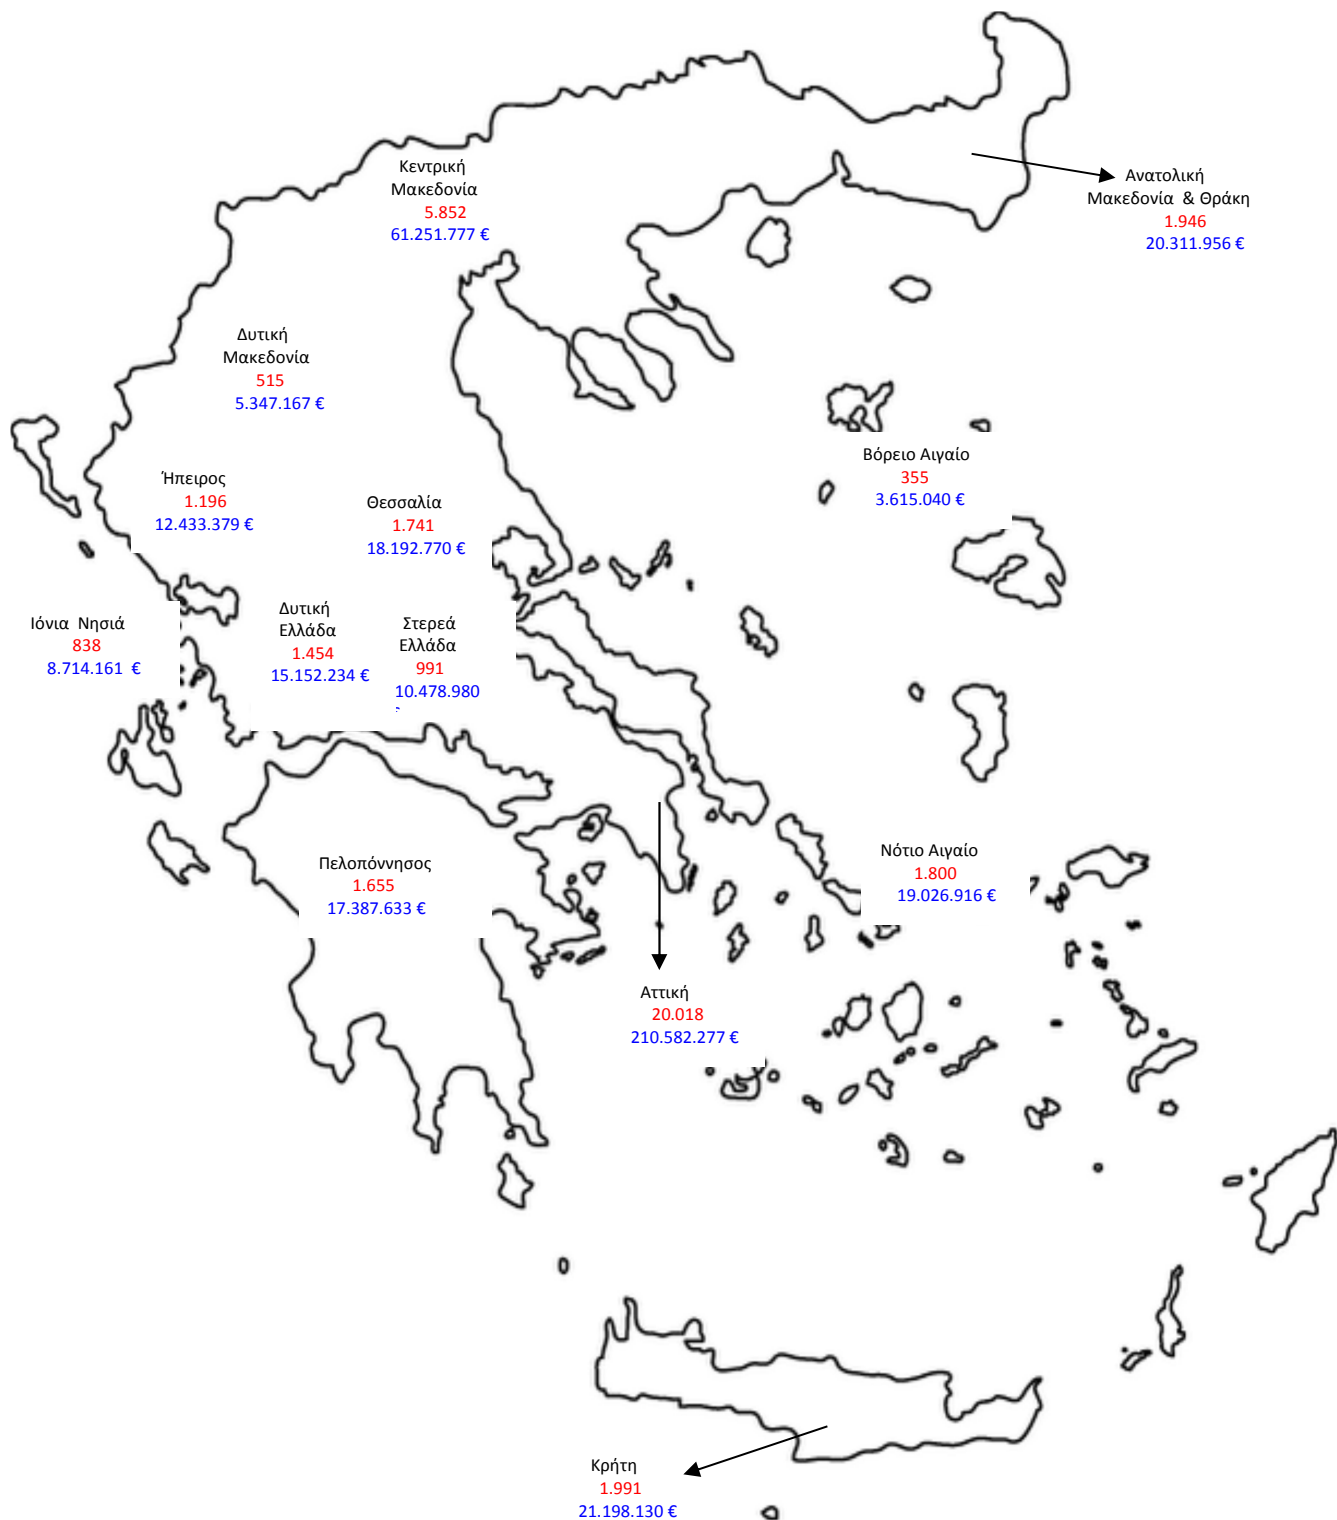 Κεντρική
Μακεδονία
5.852
61.251.777 €
Ανατολική
Μακεδονία & Θράκη
1.946
20.311.956 €
Δυτική
Μακεδονία
515
5.347.167 €
Βόρειο Αιγαίο
355
3.615.040 €
Ήπειρος
1.196
12.433.379 €
Θεσσαλία
1.741
18.192.770 €
Ιόνια Νησιά
838
8.714.161 €
Δυτική
Ελλάδα
1.454
15.152.234 €
Στερεά
Ελλάδα
991
10.478.980
Πελοπόννησος
1.655
17.387.633 €
Νότιο Αιγαίο
1.800
19.026.916 €
Αττική
20.018
210.582.277 €
Κρήτη
1.991
21.198.130 €